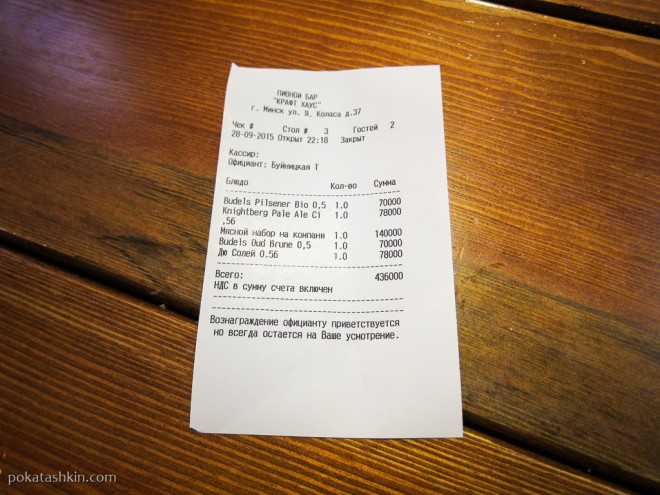 ПИВНОЙ БАР
"КРАФТ ХАУС"
г. Минск ул. Я. Коласа д.37
Чек # Стол # 3 Гостей 2
28-09-2015 Открыт 22:18 Закрыт
Кассир:
Официант: Буйницкая Т
Блюдо Кол-во Сумма
Budels Pilsener Bio 0,5 1.0 70000
Knightberg Pale Ale Ci 1.0 78000
,56
Мясной набор на компани 1.0 140000
Budels Oud Brune 0,5 1.0 70000
Дю Солей 0.56 1.0 78000
Всего: 436000
НДС в сумму счета включен
Вознаграждение официанту приветствуется
но всегда остается на Ваше усмотрение.
pokatashkin.com